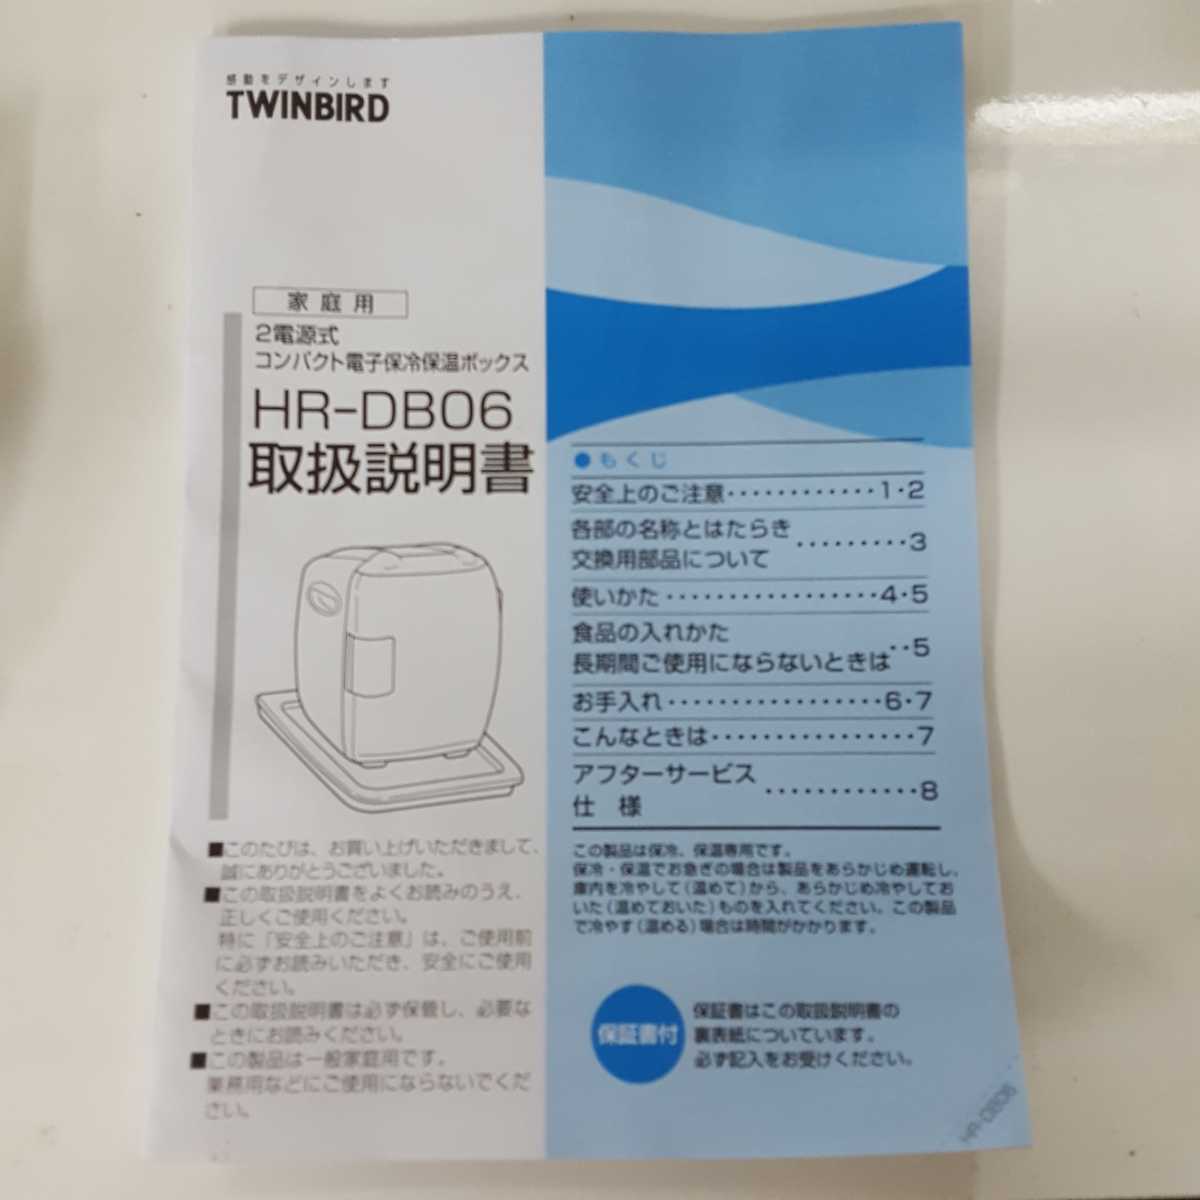 感動をデザインします
TWINBIRD
家庭用
2電源式
コンパクト電子保冷保温ボックス
HR-DB06
取扱説明書
■このたびは、お買い上げいただきまして、
誠にありがとうございました。
■この取扱説明書をよくお読みのうえ、
正しくご使用ください。
特に「安全上のご注意」は、ご使用前
に必ずお読みいただき、安全にご使用
ください。
■この取扱説明書は必ず保管し、必要な
ときにお読みください。
■この製品は一般家庭用です。
業務用などにご使用にならないでくだ
さい。
●もくじ
安全上のご注意・・・・・・・・・・・・・1・2
各部の名称とはたらき
交換用部品について・・・・・・・・・3
使いかた・・・・・・・・・・・・・・・・・4・5
食品の入れかた
長期間ご使用にならないときは・・5
お手入れ・・・・・・・・・・・・・・・・・6・7
こんなときは・・・・・・・・・・・・・・・・7
アフターサービス
仕 様・・・・・・・・・・・・8
この製品は保冷、保温専用です。
保冷・保温でお急ぎの場合は製品をあらかじめ運転し、
庫内を冷やして(温めて)から、あらかじめ冷やしてお
いた(温めておいた)ものを入れてください。この製品
で冷やす(温める)場合は時間がかかります。
保証書付
保証書はこの取扱説明書の
裏表紙についています。
必ず記入をお受けください。
HR-DB06